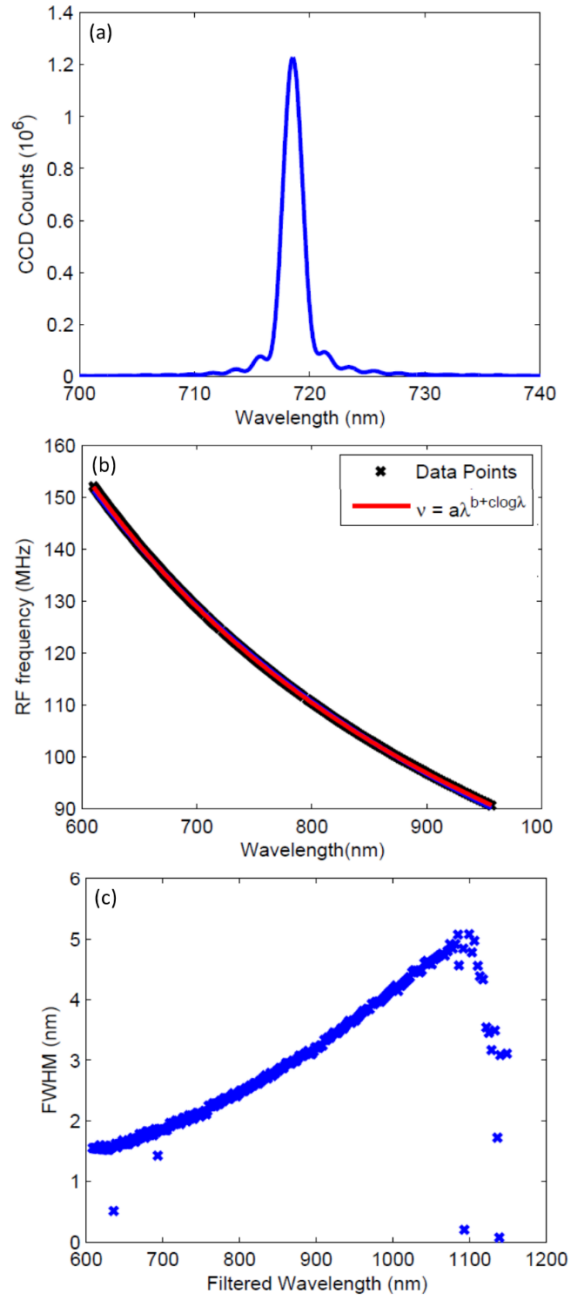 (a)
CCD Counts (10⁶)
1.4
1.2
1
0.8
0.6
0.4
0.2
0
700 710 720 730 740
Wavelength (nm)
(b)
RF frequency (MHz)
160
150
140
130
120
110
100
90
Data Points
ν = aλ^{b+clogλ}
600 700 800 900 100
Wavelength(nm)
(c)
FWHM (nm)
6
5
4
3
2
1
0
600 700 800 900 1000 1100 1200
Filtered Wavelength (nm)